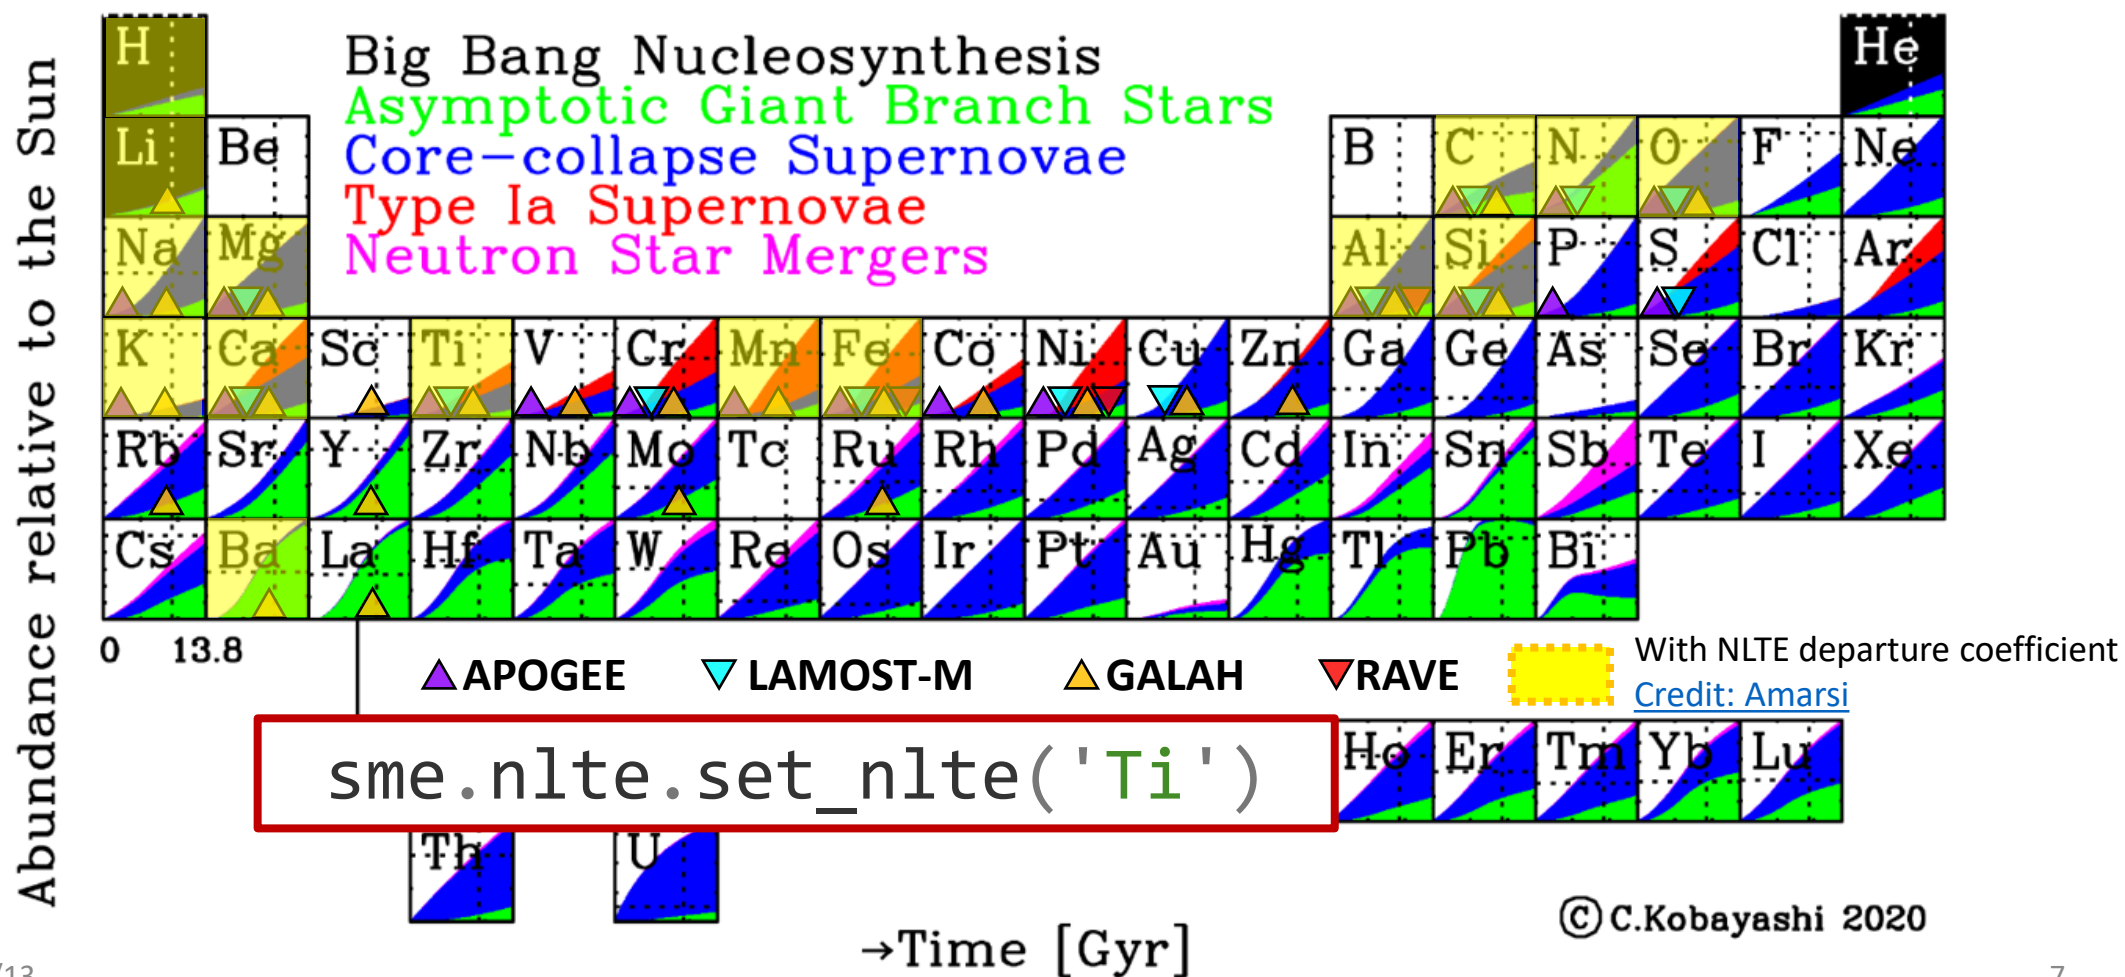 H
Big Bang Nucleosynthesis
He
Asymptotic Giant Branch Stars
Li Be
Core-collapse Supernovae
B C N O F Ne
Type Ia Supernovae
Na Mg
Neutron Star Mergers
Al Si P S Cl Ar
K Ca Sc Ti V Cr Mn Fe Co Ni Cu Zn Ga Ge As Se Br Kr
Rb Sr Y Zr Nb Mo Tc Ru Rh Pd Ag Cd In Sn Sb Te I Xe
Cs Ba La Hf Ta W Re Os Ir Pt Au Hg Tl Pb Bi
0 13.8
APOGEE LAMOST-M GALAH RAVE
With NLTE departure coefficient
Credit: Amarsi
sme.nlte.set_nlte('Ti')
Ho Er Tm Yb Lu
Th U
©C.Kobayashi 2020
→Time [Gyr]
Abundance relative to the Sun
/13
7